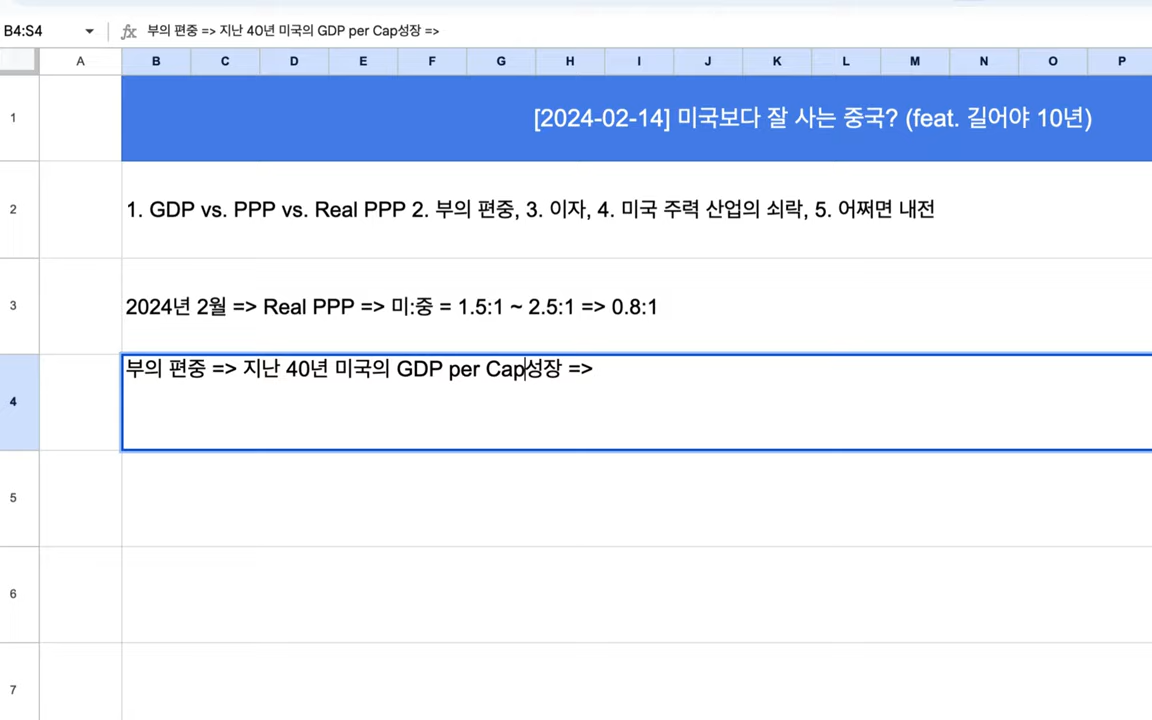 B4:S4 fx 부의 편중 => 지난 40년 미국의 GDP per Cap성장 =>
A B C D E F G H I J K L M N O P
1 [2024-02-14] 미국보다 잘 사는 중국? (feat. 길어야 10년)
2 1. GDP vs. PPP vs. Real PPP 2. 부의 편중, 3. 이자, 4. 미국 주력 산업의 쇠락, 5. 어쩌면 내전
3 2024년 2월 => Real PPP => 미:중 = 1.5:1 ~ 2.5:1 => 0.8:1
4 부의 편중 => 지난 40년 미국의 GDP per Cap성장 =>
5
6
7